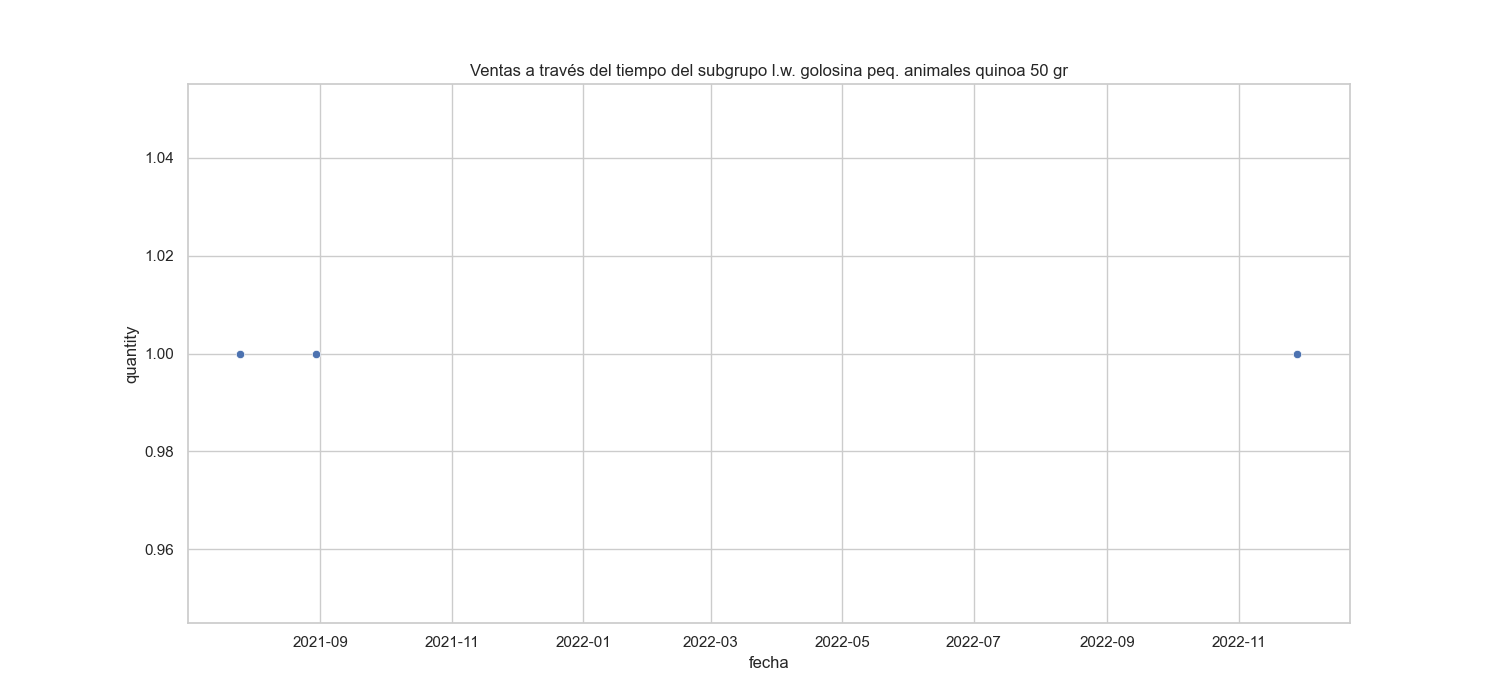 Ventas a través del tiempo del subgrupo l.w. golosina peq. animales quinoa 50 gr
1.04
1.02
1.00
0.98
0.96
quantity
2021-09 2021-11 2022-01 2022-03 2022-05 2022-07 2022-09 2022-11
fecha